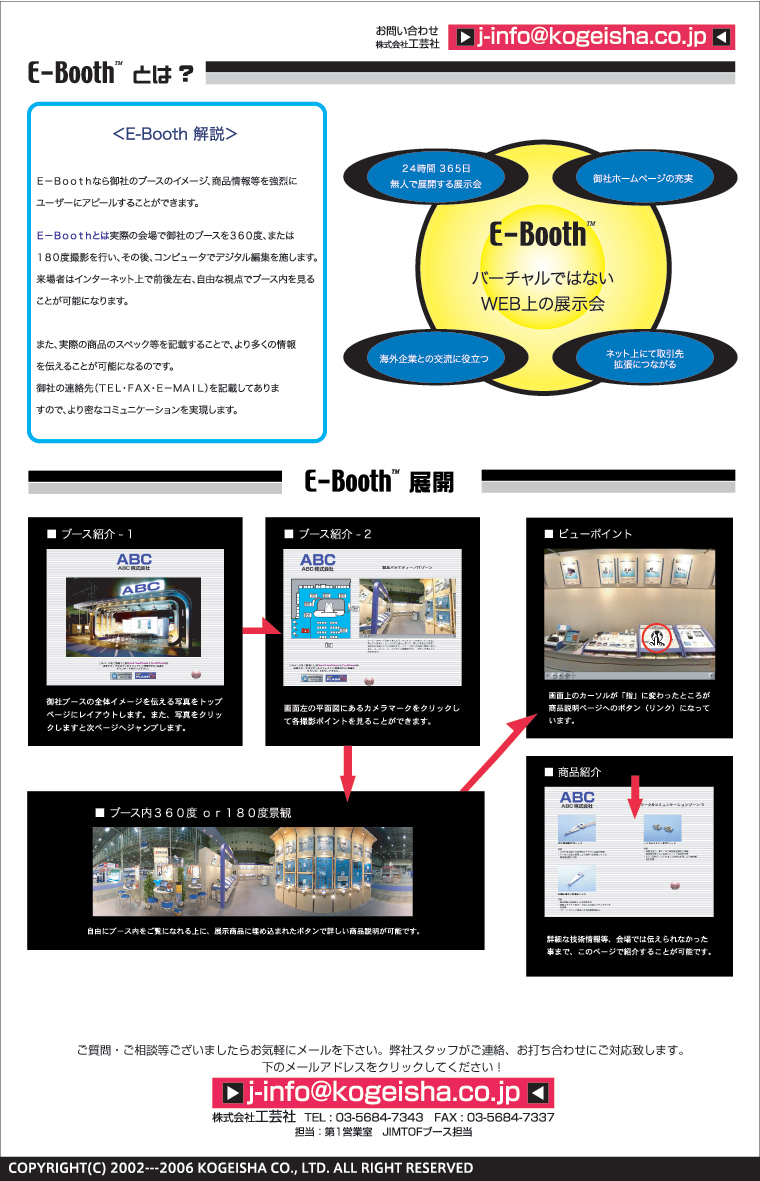 お問い合わせ
株式会社工芸社
j-info@kogeisha.co.jp
E-Booth™ とは？
＜E-Booth 解説＞
Ｅ－Ｂｏｏｔｈなら御社のブースのイメージ、商品情報等を強烈に
ユーザーにアピールすることができます。
Ｅ－Ｂｏｏｔｈとは実際の会場で御社のブースを３６０度、または
１８０度撮影を行い、その後、コンピュータでデジタル編集を施します。
来場者はインターネット上で前後左右、自由な視点でブース内を見る
ことが可能になります。
また、実際の商品のスペック等を記載することで、より多くの情報
を伝えることが可能になるのです。
御社の連絡先（ＴＥＬ・ＦＡＸ・Ｅ－ＭＡＩＬ）を記載してありま
すので、より密なコミュニケーションを実現します。
２４時間 ３６５日
無人で展開する展示会
御社ホームページの充実
E-Booth™
バーチャルではない
WEB上の展示会
海外企業との交流に役立つ
ネット上にて取引先
拡張につながる
E-Booth™ 展開
■ ブース紹介 - 1
ABC
ABC 株式会社
ABC
御社ブースの全体イメージを伝える写真をトップ
ページにレイアウトします。また、写真をクリッ
クしますと次ページへジャンプします。
■ ブース紹介 - 2
ABC
ABC 株式会社
画面左の平面図にあるカメラマークをクリックし
て各撮影ポイントを見ることができます。
■ ビューポイント
画面上のカーソルが「指」に変わったところが
商品説明ページへのボタン（リンク）になって
います。
■ ブース内３６０度 ｏｒ１８０度景観
自由にブース内をご覧になれる上に、展示商品に埋め込まれたボタンで詳しい商品説明が可能です。
■ 商品紹介
ABC
ABC 株式会社
詳細な技術情報等、会場では伝えられなかった
事まで、このページで紹介することが可能です。
ご質問・ご相談等ございましたらお気軽にメールを下さい。弊社スタッフがご連絡、お打ち合わせにご対応致します。
下のメールアドレスをクリックしてください！
j-info@kogeisha.co.jp
株式会社工芸社 TEL : 03-5684-7343 FAX : 03-5684-7337
担当：第1営業室 JIMTOFブース担当
COPYRIGHT(C) 2002---2006 KOGEISHA CO., LTD. ALL RIGHT RESERVED